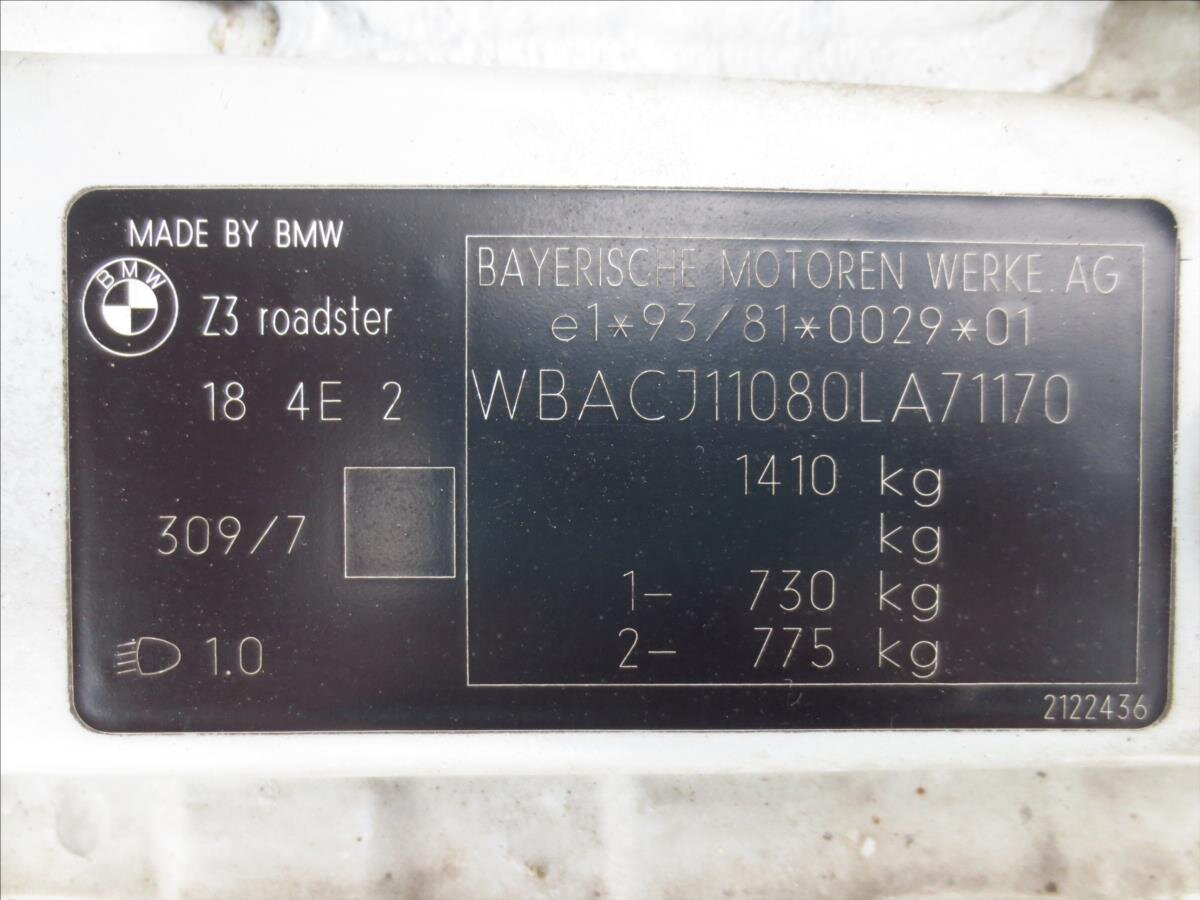 MADE BY BMW
BMW
Z3 roadster
18 4E 2
309/7
1.0
BAYERISCHE MOTOREN WERKE AG
e1*93/81*0029*01
WBACJ11080LA71170
1410 kg
kg
1- 730 kg
2- 775 kg
2122436